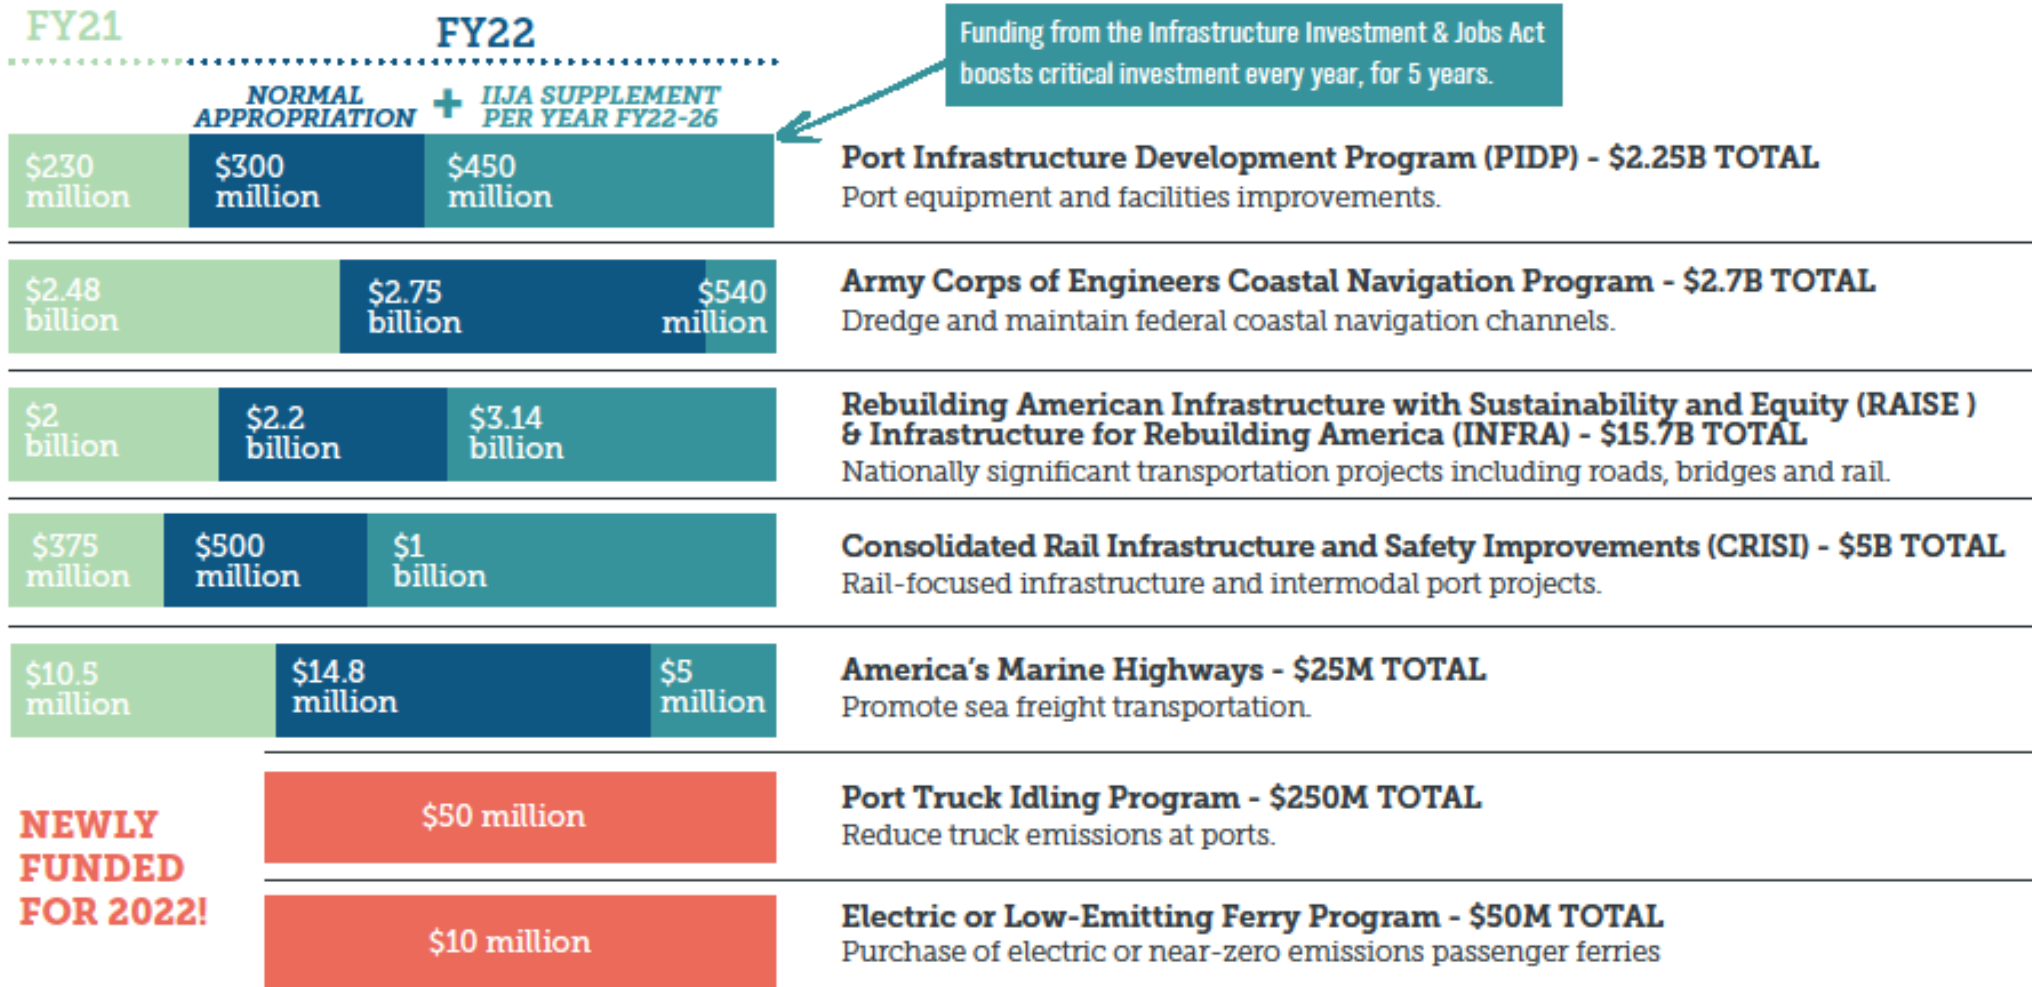 FY21
FY22
Funding from the Infrastructure Investment & Jobs Act
boosts critical investment every year, for 5 years.
NORMAL
APPROPRIATION
+
IIJA SUPPLEMENT
PER YEAR FY22-26
$230
million
$300
million
$450
million
Port Infrastructure Development Program (PIDP) - $2.25B TOTAL
Port equipment and facilities improvements.
$2.48
billion
$2.75
billion
$540
million
Army Corps of Engineers Coastal Navigation Program - $2.7B TOTAL
Dredge and maintain federal coastal navigation channels.
$2
billion
$2.2
billion
$3.14
billion
Rebuilding American Infrastructure with Sustainability and Equity (RAISE )
& Infrastructure for Rebuilding America (INFRA) - $15.7B TOTAL
Nationally significant transportation projects including roads, bridges and rail.
$375
million
$500
million
$1
billion
Consolidated Rail Infrastructure and Safety Improvements (CRISI) - $5B TOTAL
Rail-focused infrastructure and intermodal port projects.
$10.5
million
$14.8
million
$5
million
America's Marine Highways - $25M TOTAL
Promote sea freight transportation.
NEWLY
FUNDED
FOR 2022!
$50 million
Port Truck Idling Program - $250M TOTAL
Reduce truck emissions at ports.
$10 million
Electric or Low-Emitting Ferry Program - $50M TOTAL
Purchase of electric or near-zero emissions passenger ferries